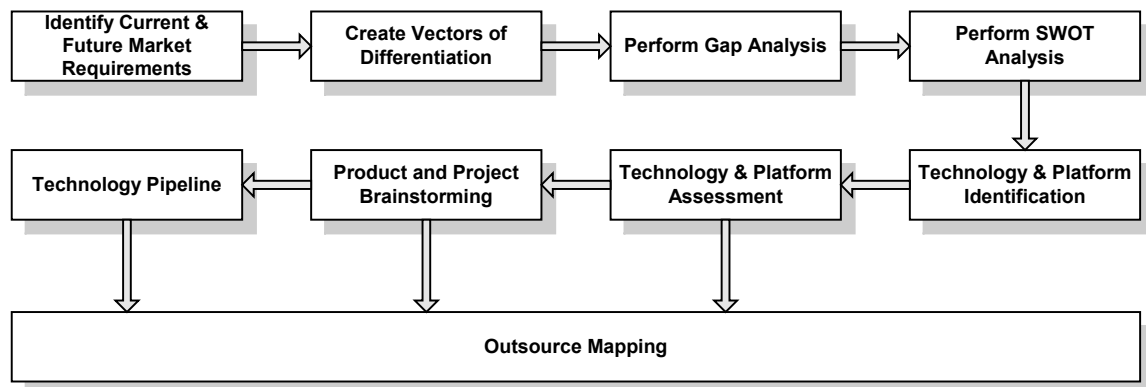 Identify Current &
Future Market
Requirements
Create Vectors of
Differentiation
Perform Gap Analysis
Perform SWOT
Analysis
Technology Pipeline
Product and Project
Brainstorming
Technology & Platform
Assessment
Technology & Platform
Identification
Outsource Mapping